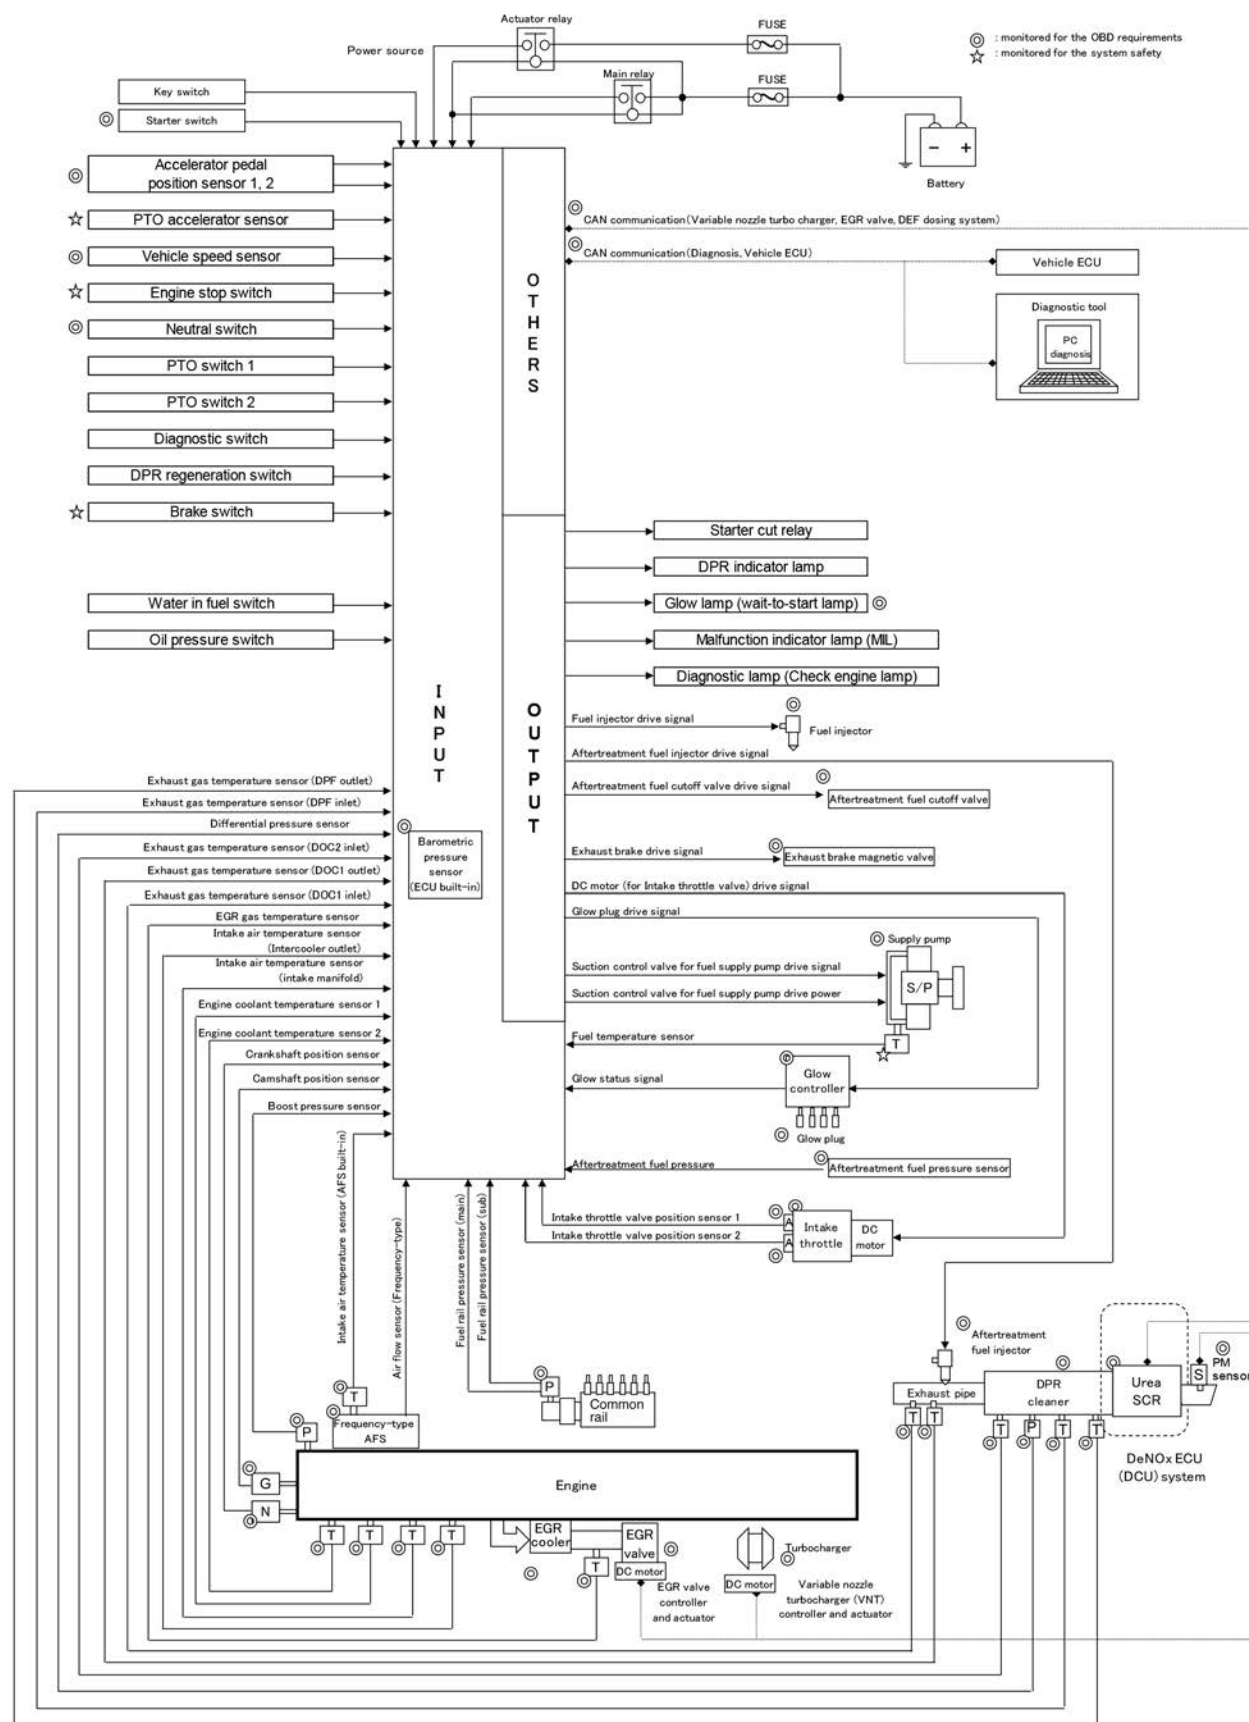 Actuator relay
FUSE
◎ : monitored for the OBD requirements
☆ : monitored for the system safety
Power source
Main relay
FUSE
Key switch
Starter switch
Battery
Accelerator pedal
position sensor 1, 2
PTO accelerator sensor
Vehicle speed sensor
Engine stop switch
Neutral switch
PTO switch 1
PTO switch 2
Diagnostic switch
DPR regeneration switch
Brake switch
Water in fuel switch
Oil pressure switch
OTHERS
INPUT
OUTPUT
CAN communication(Variable nozzle turbo charger, EGR valve, DEF dosing system)
CAN communication(Diagnosis, Vehicle ECU)
Vehicle ECU
Diagnostic tool
PC
diagnosis
Starter cut relay
DPR indicator lamp
Glow lamp (wait-to-start lamp)
Malfunction indicator lamp (MIL)
Diagnostic lamp (Check engine lamp)
Fuel injector drive signal
Fuel injector
Aftertreatment fuel injector drive signal
Aftertreatment fuel cutoff valve drive signal
Aftertreatment fuel cutoff valve
Exhaust brake drive signal
Exhaust brake magnetic valve
DC motor (for Intake throttle valve) drive signal
Glow plug drive signal
Supply pump
Suction control valve for fuel supply pump drive signal
S/P
Suction control valve for fuel supply pump drive power
Fuel temperature sensor
T
Glow status signal
Glow
controller
Glow plug
Aftertreatment fuel pressure
Aftertreatment fuel pressure sensor
Intake throttle valve position sensor 1
Intake throttle valve position sensor 2
A
A
Intake
throttle
DC
motor
Exhaust gas temperature sensor (DPF outlet)
Exhaust gas temperature sensor (DPF inlet)
Differential pressure sensor
Exhaust gas temperature sensor (DOC2 inlet)
Exhaust gas temperature sensor (DOC1 outlet)
Exhaust gas temperature sensor (DOC1 inlet)
EGR gas temperature sensor
Intake air temperature sensor
(Intercooler outlet)
Intake air temperature sensor
(intake manifold)
Engine coolant temperature sensor 1
Engine coolant temperature sensor 2
Crankshaft position sensor
Camshaft position sensor
Boost pressure sensor
Barometric
pressure
sensor
(ECU built-in)
Intake air temperature sensor (AFS built-in)
Air flow sensor (Frequency-type)
Fuel rail pressure sensor (main)
Fuel rail pressure sensor (sub)
P
Common
rail
T
Frequency-type
AFS
P
G
N
Engine
T
T
T
T
EGR
cooler
T
EGR
valve
DC motor
EGR valve
controller
and actuator
Turbocharger
DC motor
Variable nozzle
turbocharger (VNT)
controller and actuator
Aftertreatment
fuel injector
Exhaust pipe
DPR
cleaner
Urea
SCR
S
PM
sensor
T
T
T
P
T
T
DeNOx ECU
(DCU) system